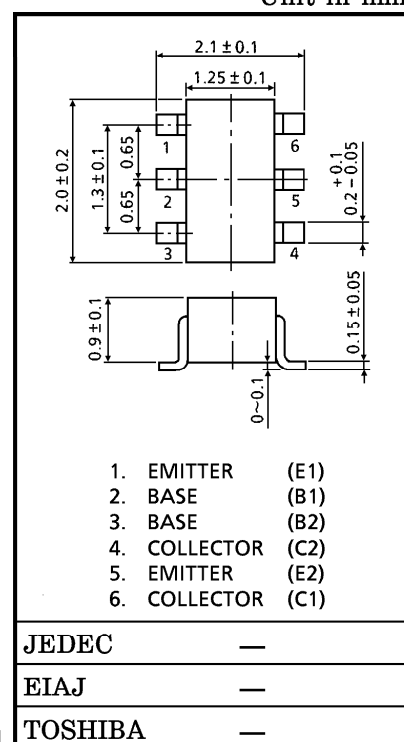 2.1±0.1
1.25±0.1
1
6
2
5
3
4
2.0±0.2
1.3±0.1
0.65
0.65
+0.1
0.2-0.05
0.9±0.1
0.15±0.05
0~0.1
1. EMITTER (E1)
2. BASE (B1)
3. BASE (B2)
4. COLLECTOR (C2)
5. EMITTER (E2)
6. COLLECTOR (C1)
JEDEC —
EIAJ —
TOSHIBA —